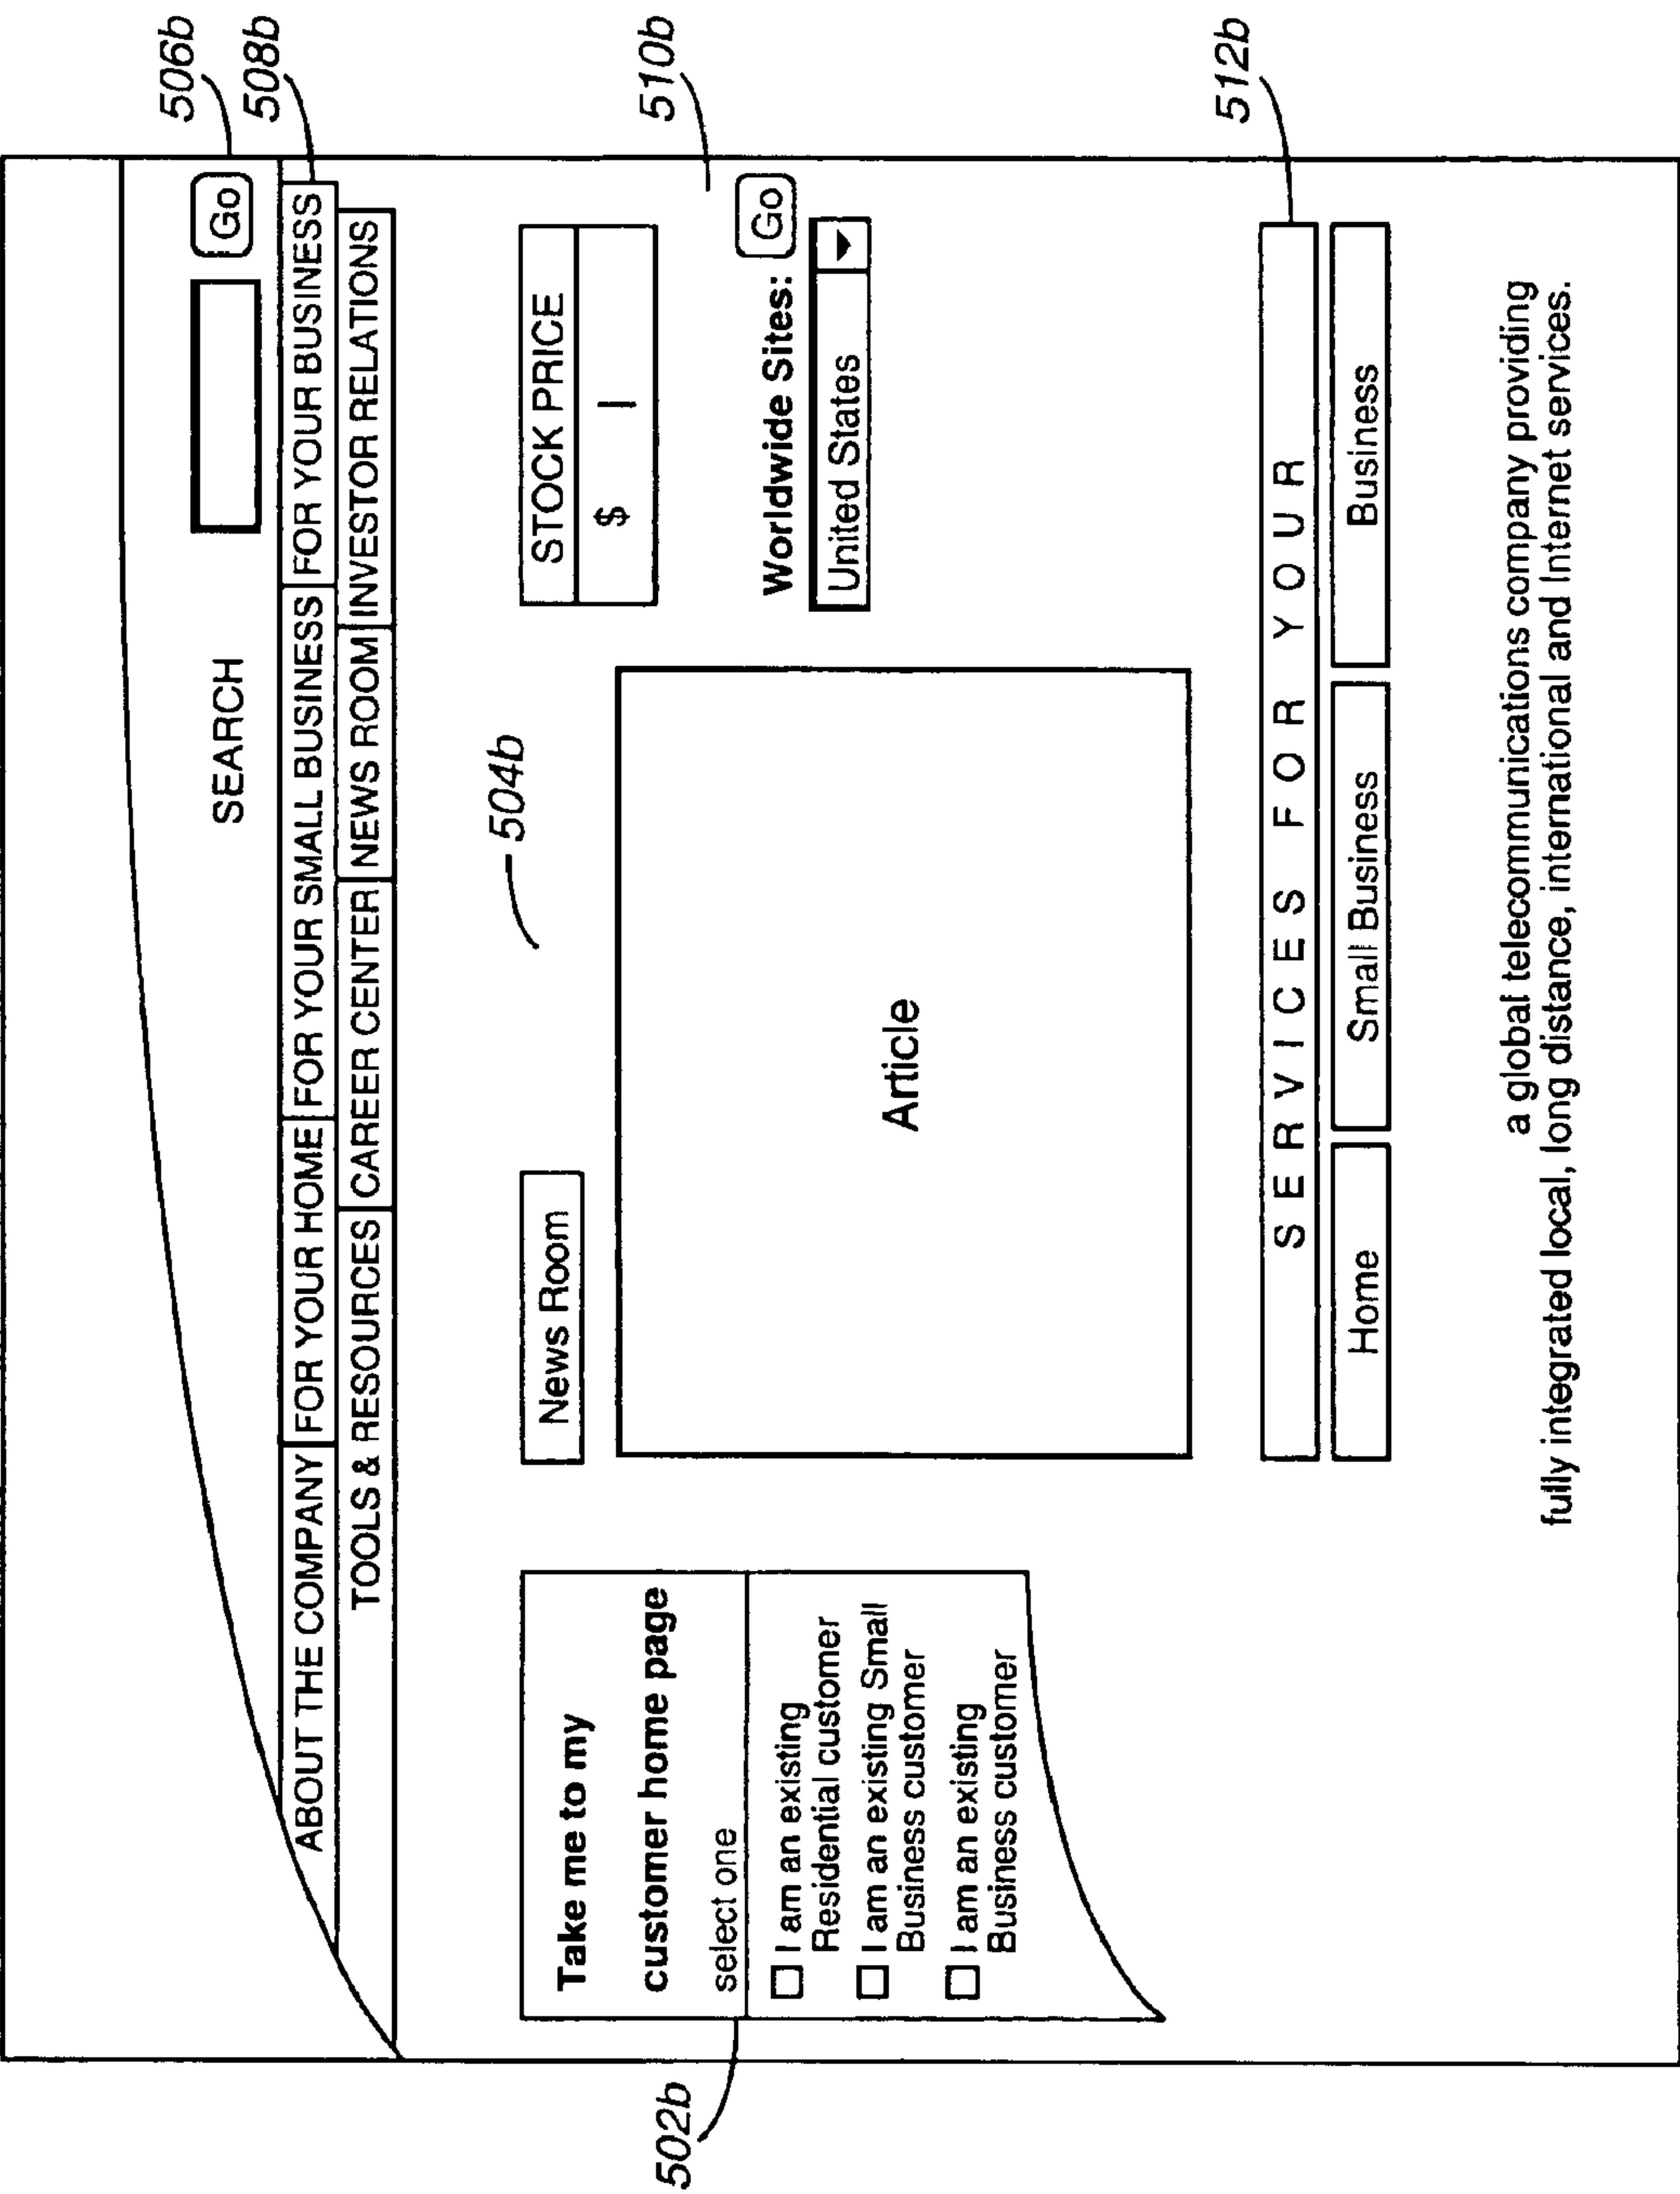 506b
SEARCH
Go
508b
ABOUT THE COMPANY
FOR YOUR HOME
FOR YOUR SMALL BUSINESS
FOR YOUR BUSINESS
TOOLS & RESOURCES
CAREER CENTER
NEWS ROOM
INVESTOR RELATIONS
502b
Take me to my
customer home page
select one
I am an existing
Residential customer
I am an existing Small
Business customer
I am an existing
Business customer
504b
News Room
Article
STOCK PRICE
$
510b
Worldwide Sites:
Go
United States
512b
SERVICES FOR YOUR
Home
Small Business
Business
a global telecommunications company providing
fully integrated local, long distance, international and Internet services.